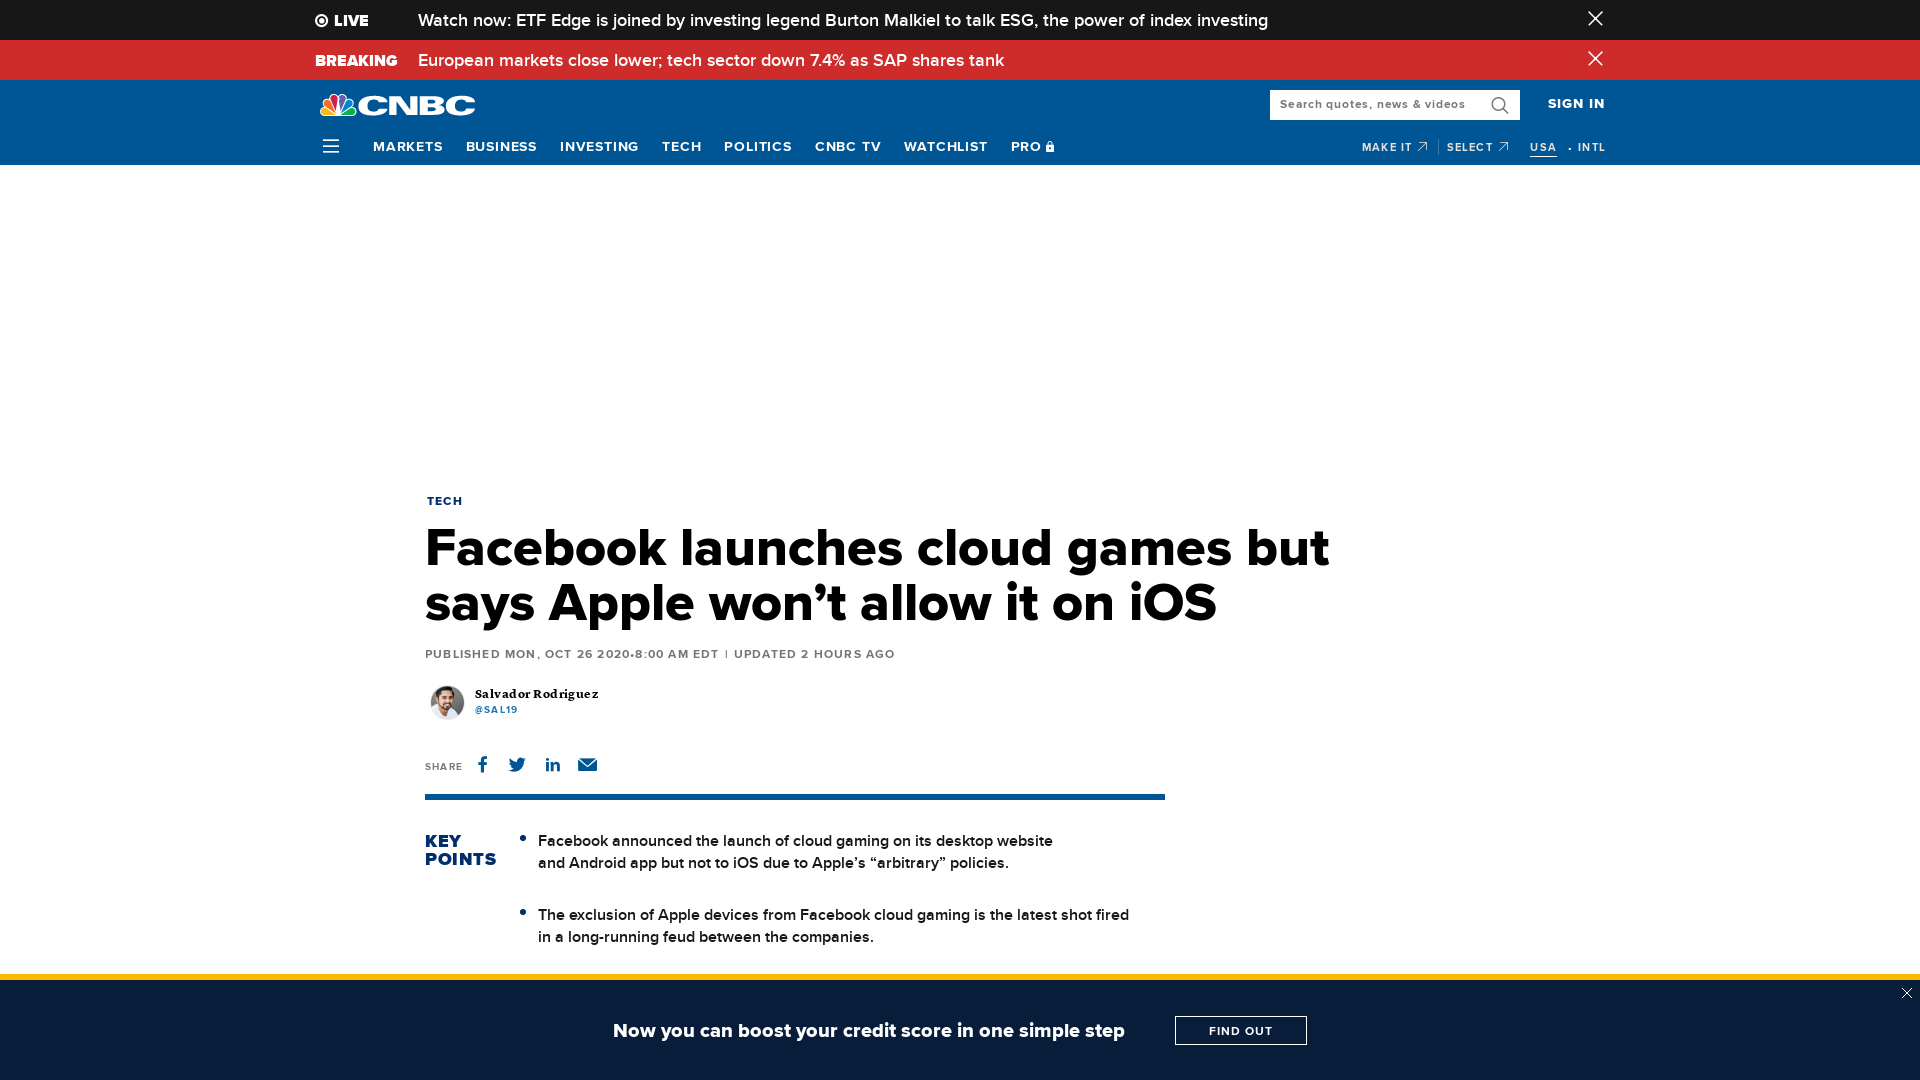 LIVE
Watch now: ETF Edge is joined by investing legend Burton Malkiel to talk ESG, the power of index investing
BREAKING
European markets close lower; tech sector down 7.4% as SAP shares tank
CNBC
Search quotes, news & videos
SIGN IN
MARKETS BUSINESS INVESTING TECH POLITICS CNBC TV WATCHLIST PRO
MAKE IT SELECT USA • INTL
TECH
Facebook launches cloud games but
says Apple won’t allow it on iOS
PUBLISHED MON, OCT 26 2020•8:00 AM EDT | UPDATED 2 HOURS AGO
Salvador Rodriguez
@SAL19
SHARE
KEY
POINTS
• Facebook announced the launch of cloud gaming on its desktop website
and Android app but not to iOS due to Apple’s “arbitrary” policies.
• The exclusion of Apple devices from Facebook cloud gaming is the latest shot fired
in a long-running feud between the companies.
Now you can boost your credit score in one simple step
FIND OUT